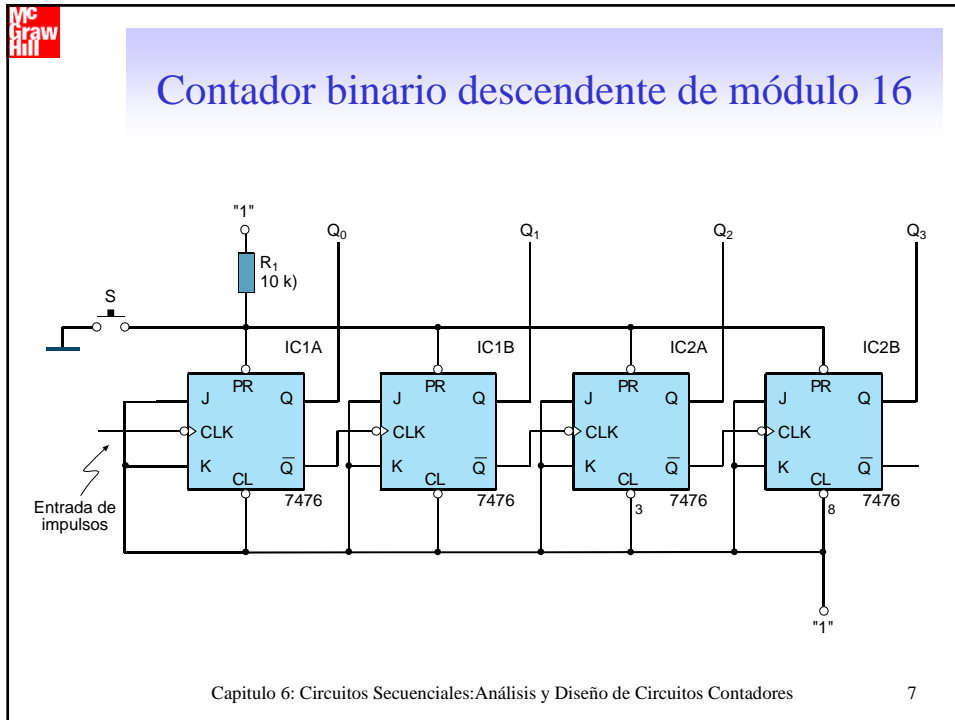 Mc
Graw
Hill
Contador binario descendente de módulo 16
"1"
Q₀
Q₁
Q₂
Q₃
R₁
10 k)
S
IC1A
IC1B
IC2A
IC2B
PR
J
Q
CLK
K
Q̅
CL
7476
PR
J
Q
CLK
K
Q̅
CL
7476
PR
J
Q
CLK
K
Q̅
CL
3
7476
PR
J
Q
CLK
K
Q̅
CL
8
7476
Entrada de
impulsos
"1"
Capitulo 6: Circuitos Secuenciales:Análisis y Diseño de Circuitos Contadores
7